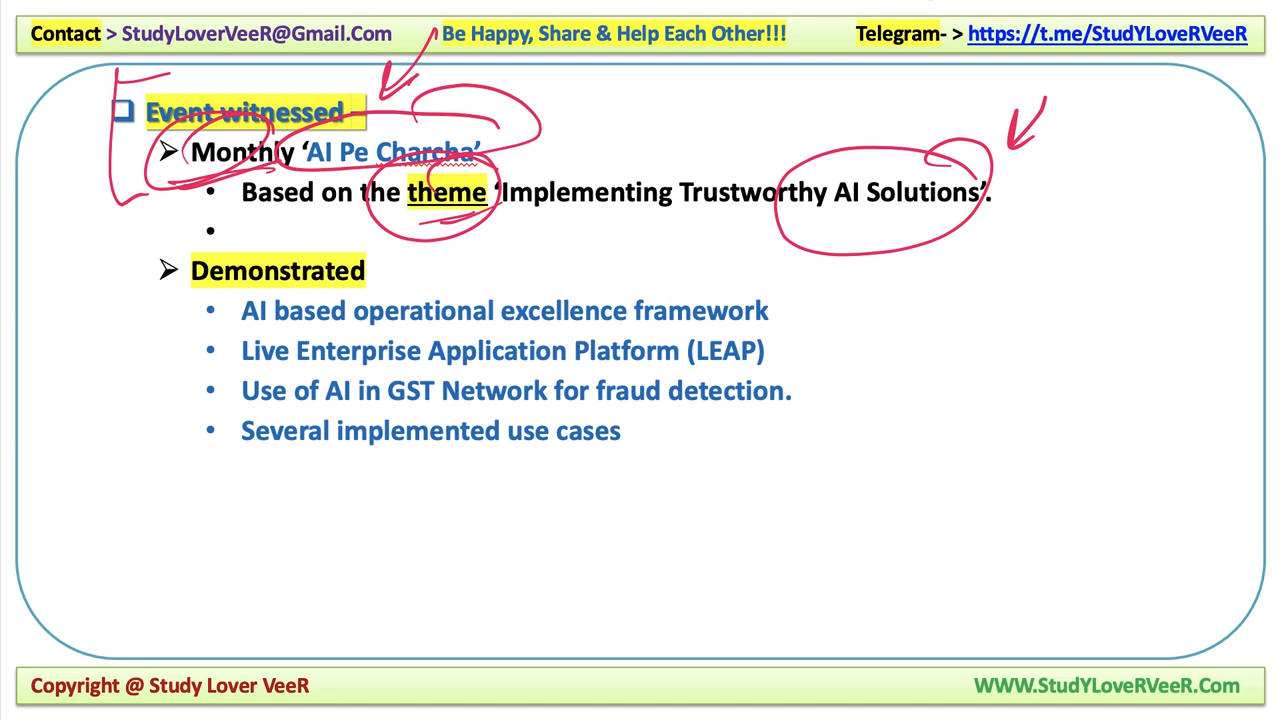 Contact > StudyLoverVeeR@Gmail.Com Be Happy, Share & Help Each Other!!! Telegram- > https://t.me/StudYLoveRVeeR
Event witnessed –
Monthly ‘AI Pe Charcha’
• Based on the theme ‘Implementing Trustworthy AI Solutions’.
•
Demonstrated
• AI based operational excellence framework
• Live Enterprise Application Platform (LEAP)
• Use of AI in GST Network for fraud detection.
• Several implemented use cases
Copyright @ Study Lover VeeR WWW.StudYLoveRVeeR.Com